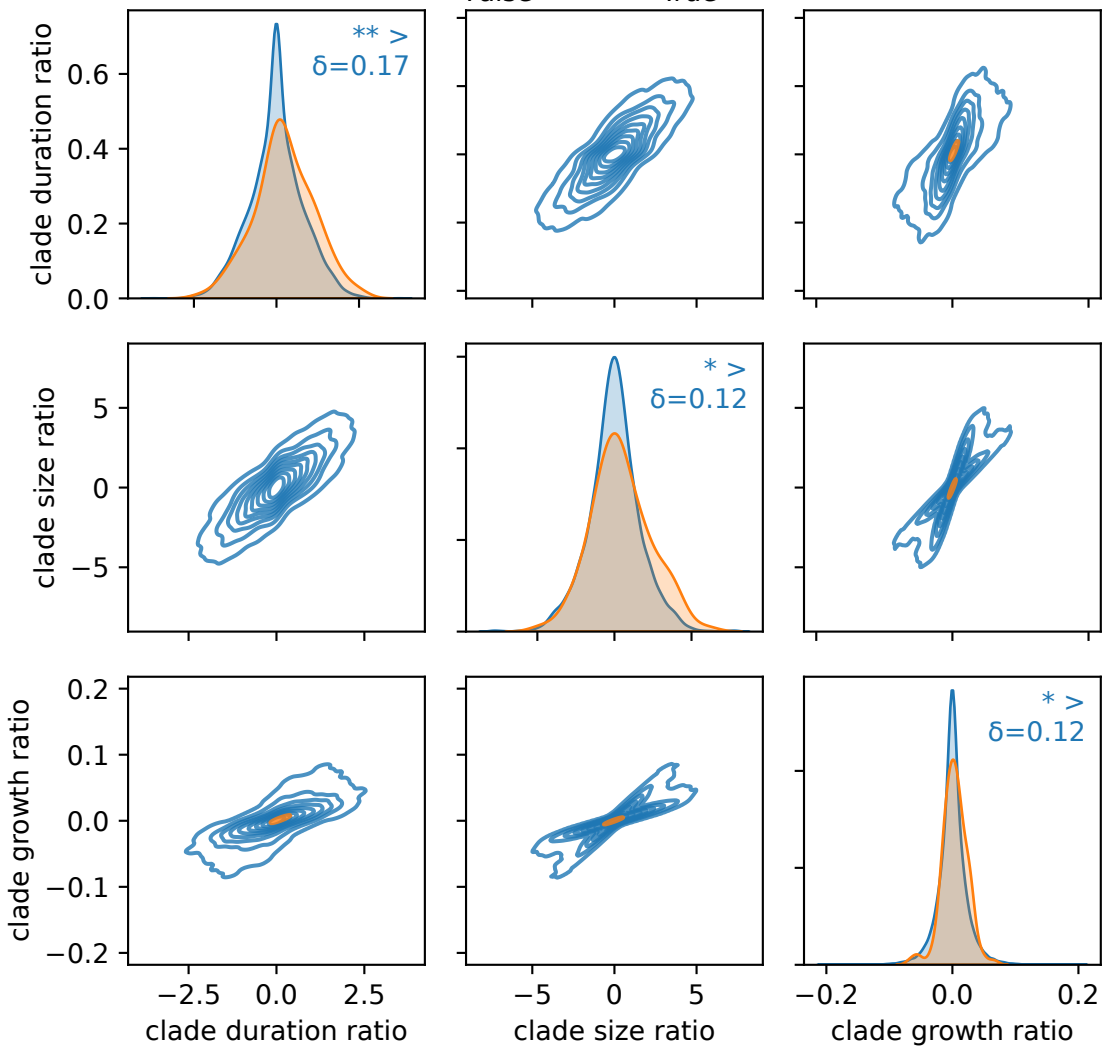 clade duration ratio
0.6
0.4
0.2
0.0
** >
δ=0.17
clade size ratio
5
0
−5
* >
δ=0.12
clade growth ratio
0.2
0.1
0.0
−0.1
−0.2
* >
δ=0.12
−2.5 0.0 2.5
−5 0 5
−0.2 0.0 0.2
clade duration ratio
clade size ratio
clade growth ratio